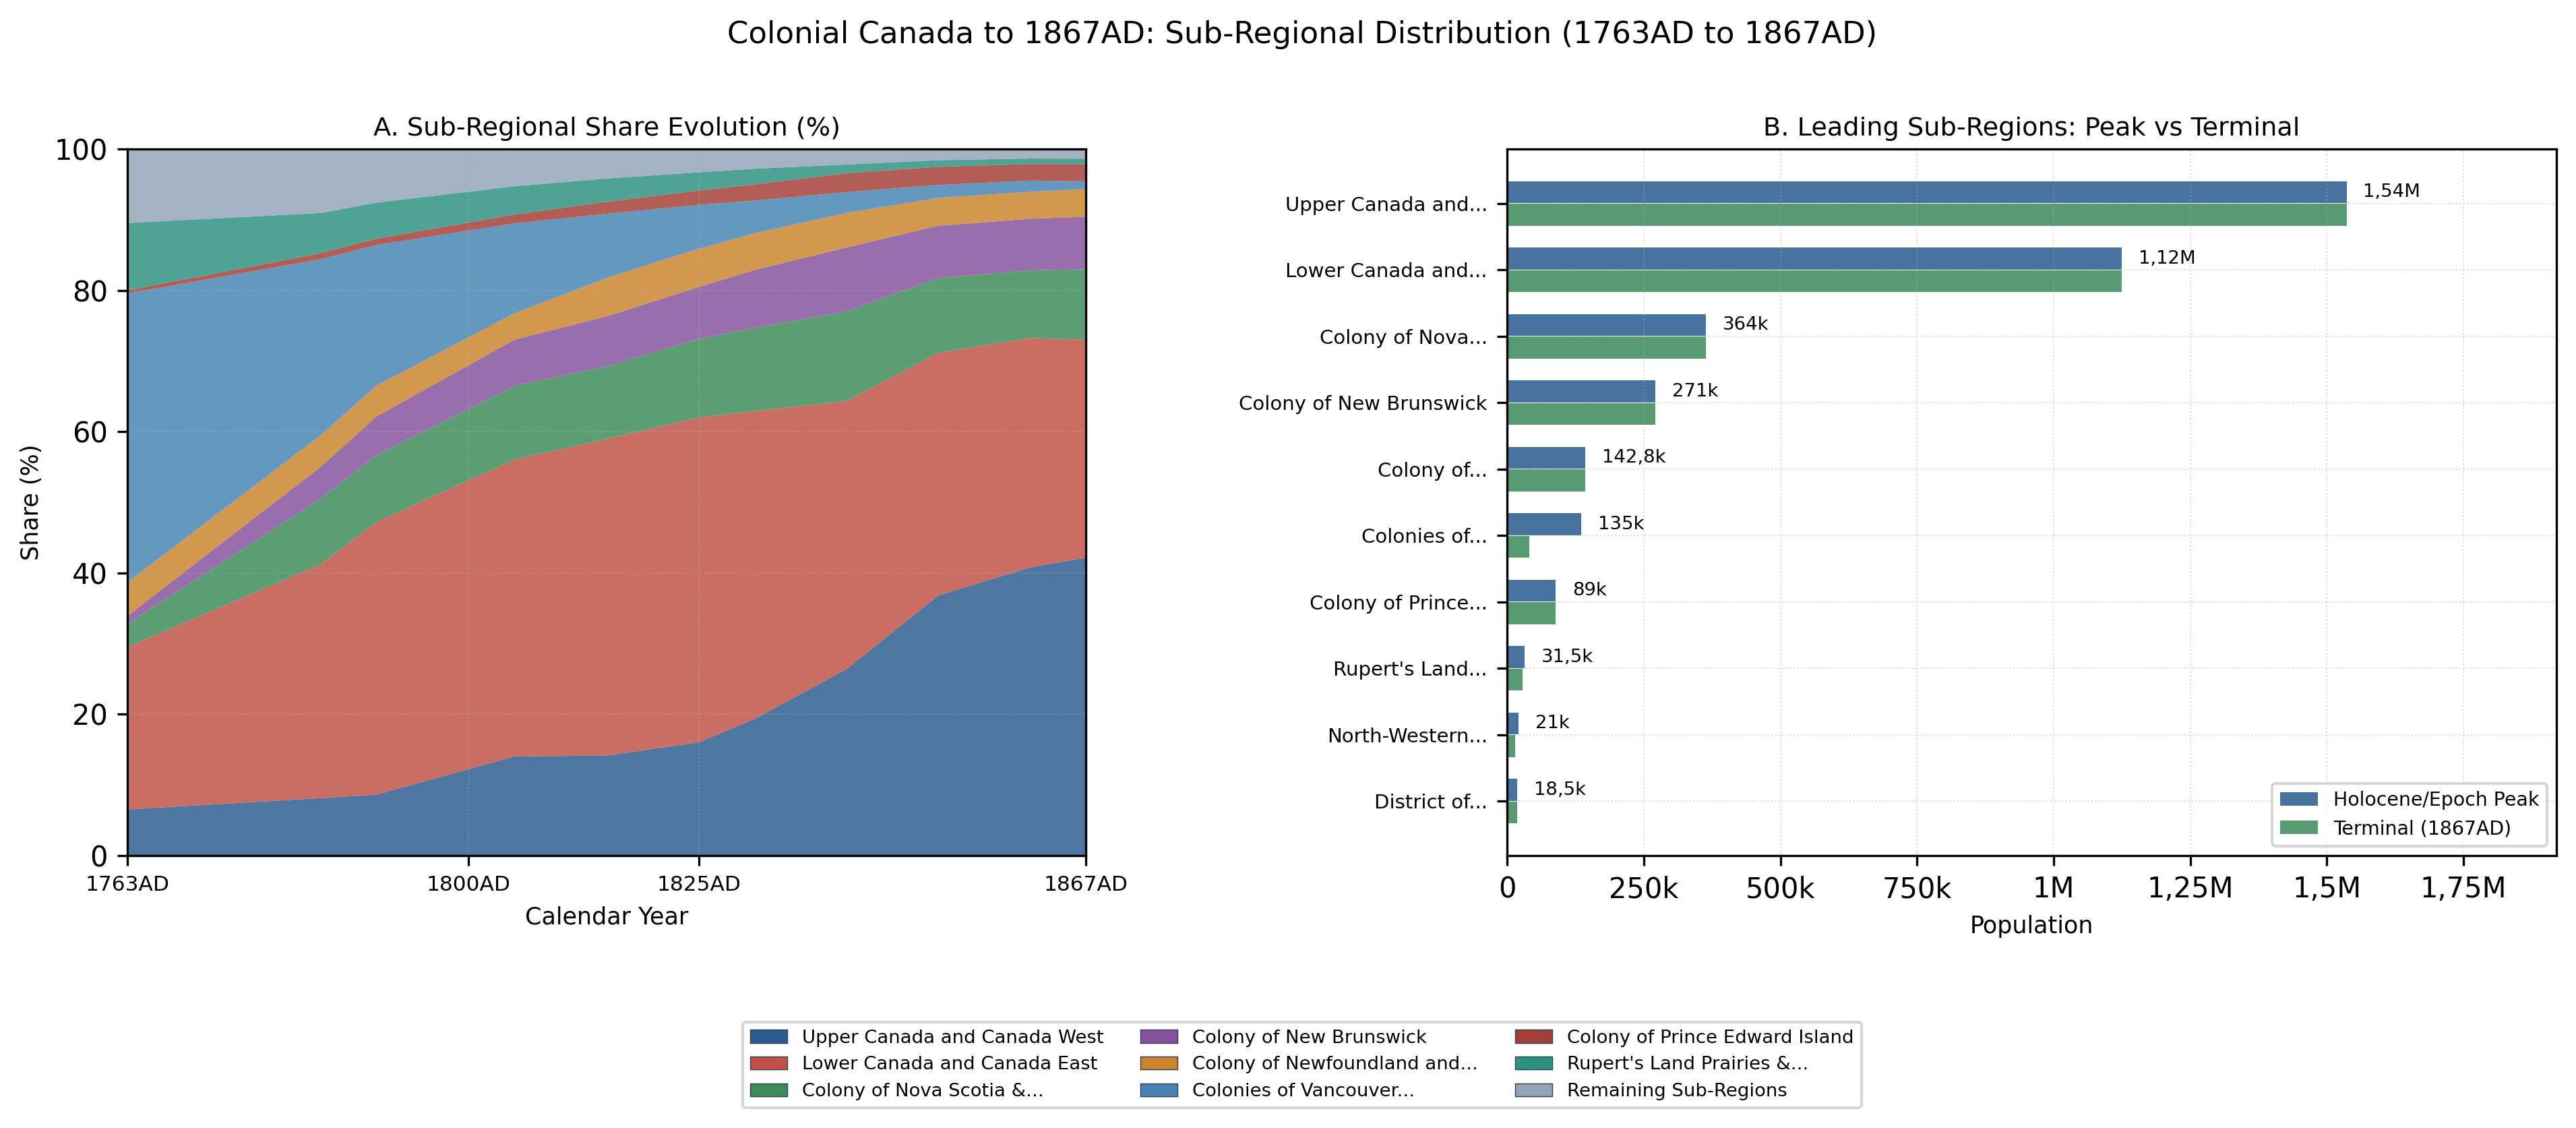 Colonial Canada to 1867AD: Sub-Regional Distribution (1763AD to 1867AD)
A. Sub-Regional Share Evolution (%)
100
80
60
40
20
0
Share (%)
1763AD
1800AD
1825AD
1867AD
Calendar Year
B. Leading Sub-Regions: Peak vs Terminal
Upper Canada and...
1,54M
Lower Canada and...
1,12M
Colony of Nova...
364k
Colony of New Brunswick
271k
Colony of...
142,8k
Colonies of...
135k
Colony of Prince...
89k
Rupert's Land...
31,5k
North-Western...
21k
District of...
18,5k
Holocene/Epoch Peak
Terminal (1867AD)
0
250k
500k
750k
1M
1,25M
1,5M
1,75M
Population
Upper Canada and Canada West
Lower Canada and Canada East
Colony of Nova Scotia &...
Colony of New Brunswick
Colony of Newfoundland and...
Colonies of Vancouver...
Colony of Prince Edward Island
Rupert's Land Prairies &...
Remaining Sub-Regions